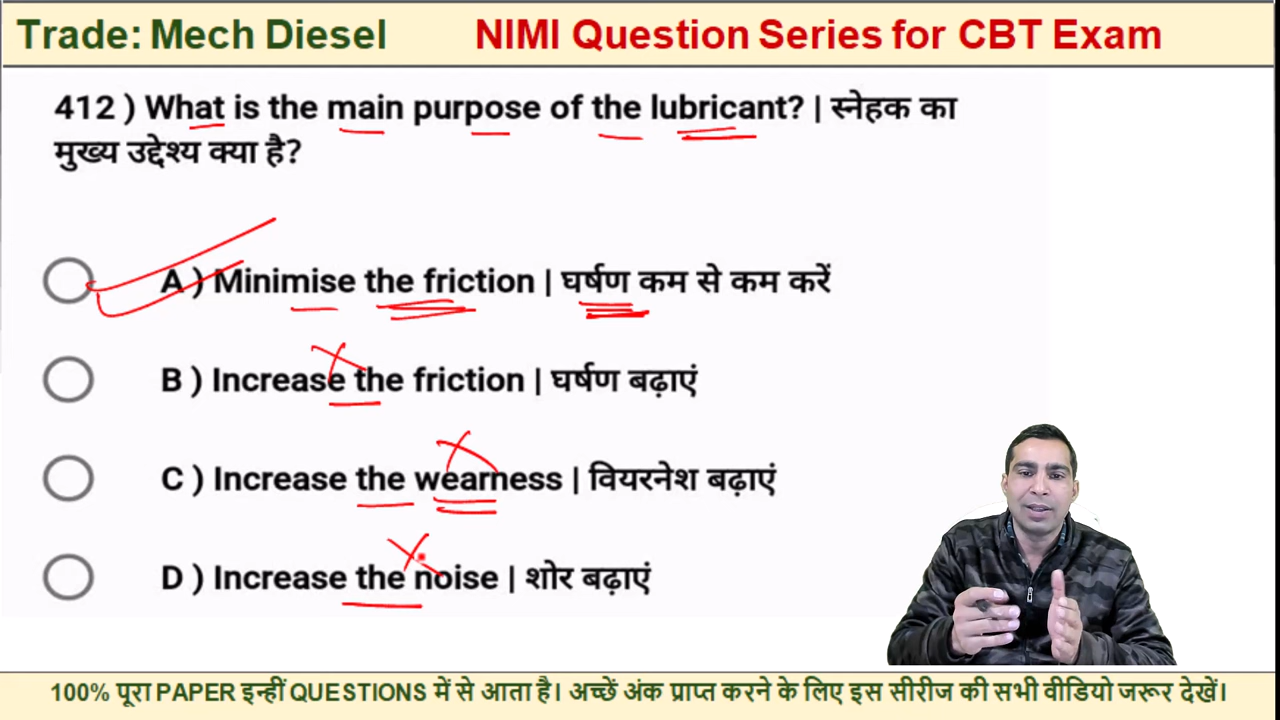 Trade: Mech Diesel NIMI Question Series for CBT Exam
412 ) What is the main purpose of the lubricant? | स्नेहक का
मुख्य उद्देश्य क्या है?
A ) Minimise the friction | घर्षण कम से कम करें
B ) Increase the friction | घर्षण बढ़ाएं
C ) Increase the wearness | वियरनेश बढ़ाएं
D ) Increase the noise | शोर बढ़ाएं
100% पूरा PAPER इन्हीं QUESTIONS में से आता है। अच्छें अंक प्राप्त करने के लिए इस सीरीज की सभी वीडियो जरूर देखें।